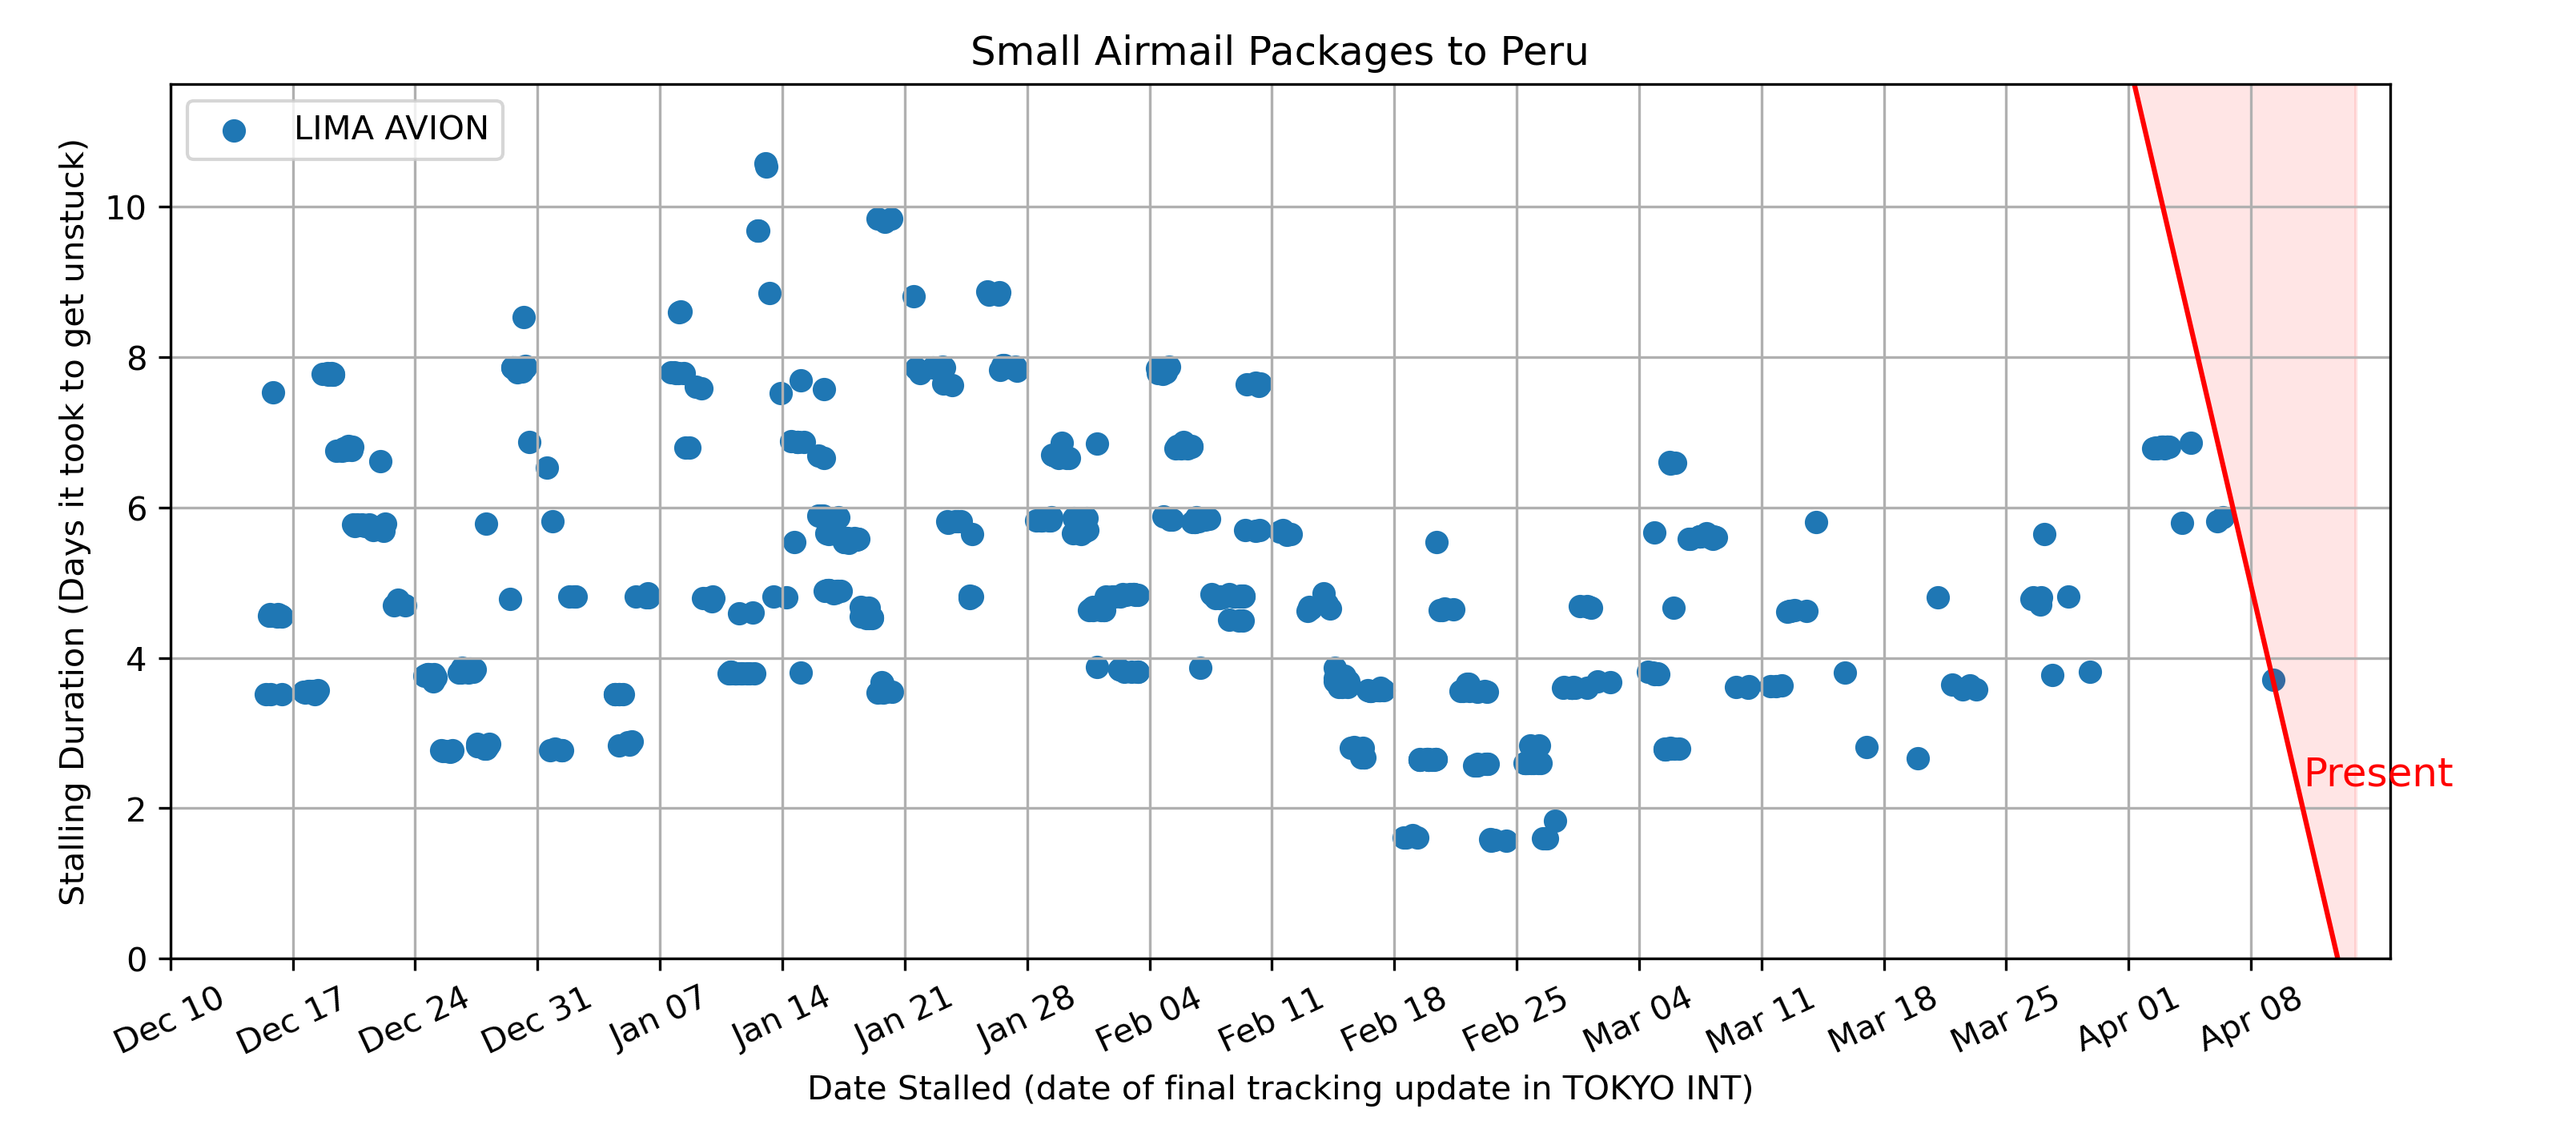 Small Airmail Packages to Peru
LIMA AVION
Stalling Duration (Days it took to get unstuck)
10
8
6
4
2
0
Present
Dec 10
Dec 17
Dec 24
Dec 31
Jan 07
Jan 14
Jan 21
Jan 28
Feb 04
Feb 11
Feb 18
Feb 25
Mar 04
Mar 11
Mar 18
Mar 25
Apr 01
Apr 08
Date Stalled (date of final tracking update in TOKYO INT)